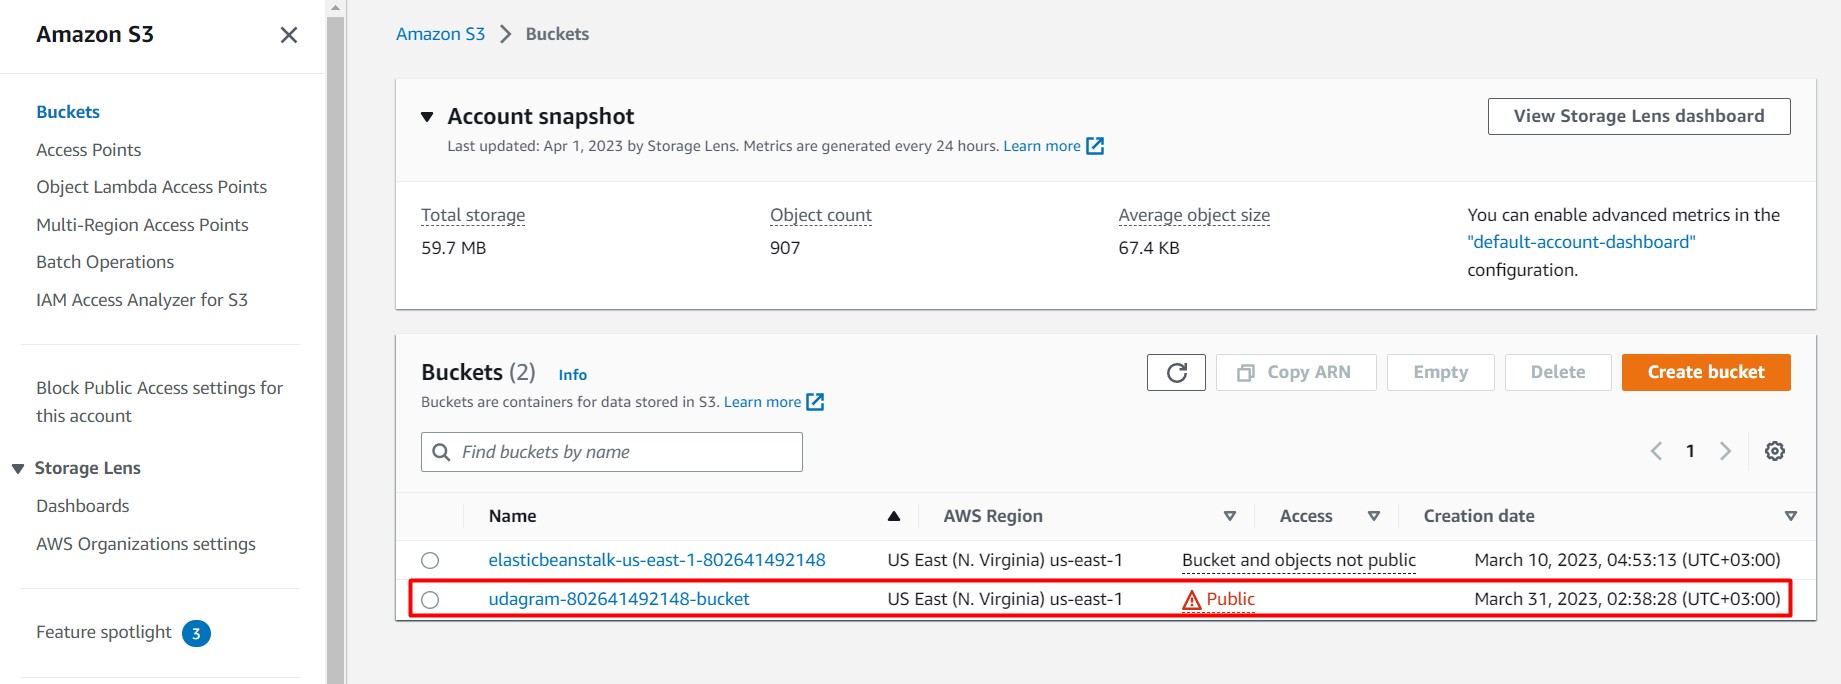 Amazon S3
Buckets
Access Points
Object Lambda Access Points
Multi-Region Access Points
Batch Operations
IAM Access Analyzer for S3
Block Public Access settings for
this account
Storage Lens
Dashboards
AWS Organizations settings
Feature spotlight 3
Amazon S3 Buckets
Account snapshot
View Storage Lens dashboard
Last updated: Apr 1, 2023 by Storage Lens. Metrics are generated every 24 hours. Learn more
Total storage
59.7 MB
Object count
907
Average object size
67.4 KB
You can enable advanced metrics in the
"default-account-dashboard"
configuration.
Buckets (2) Info
Copy ARN Empty Delete Create bucket
Buckets are containers for data stored in S3. Learn more
Find buckets by name
1
Name AWS Region Access Creation date
elasticbeanstalk-us-east-1-802641492148 US East (N. Virginia) us-east-1 Bucket and objects not public March 10, 2023, 04:53:13 (UTC+03:00)
udagram-802641492148-bucket US East (N. Virginia) us-east-1 Public March 31, 2023, 02:38:28 (UTC+03:00)